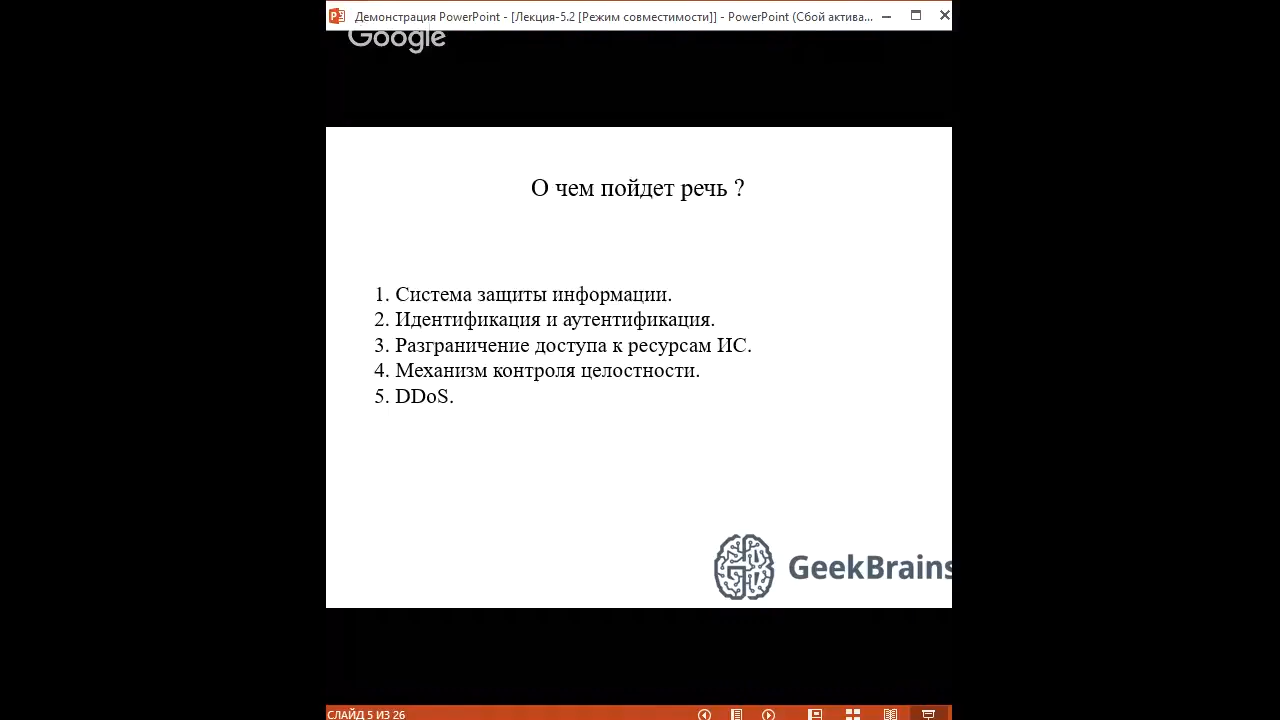 Демонстрация PowerPoint - [Лекция-5.2 [Режим совместимости]] - PowerPoint (Сбой актива...
Google
О чем пойдет речь ?
1. Система защиты информации.
2. Идентификация и аутентификация.
3. Разграничение доступа к ресурсам ИС.
4. Механизм контроля целостности.
5. DDoS.
GeekBrains
СЛАЙД 5 ИЗ 26